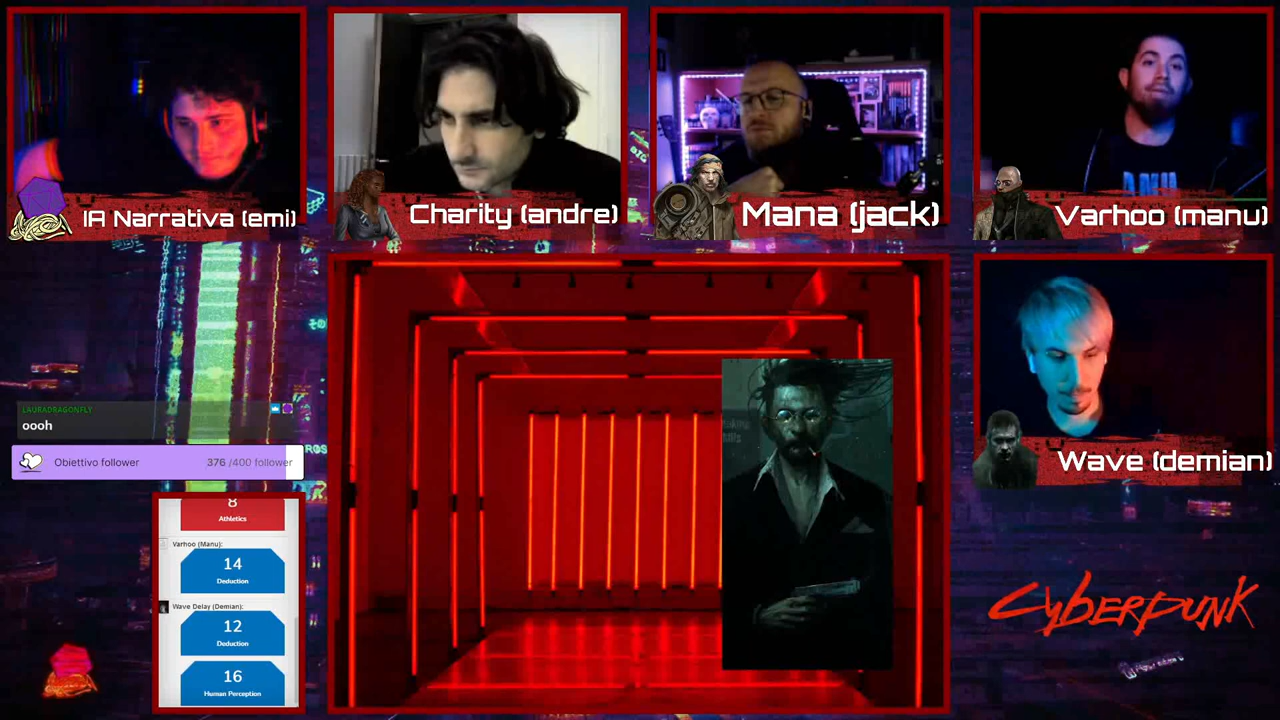 IA Narrativa (emi)
Charity (andre)
Mana (jack)
Varhoo (manu)
Wave (demian)
LAURADRAGONFLY
oooh
Obiettivo follower
376 /400 follower
8
Athletics
Varhoo (Manu):
14
Deduction
Wave Delay (Demian):
12
Deduction
16
Human Perception
CYBERPUNK